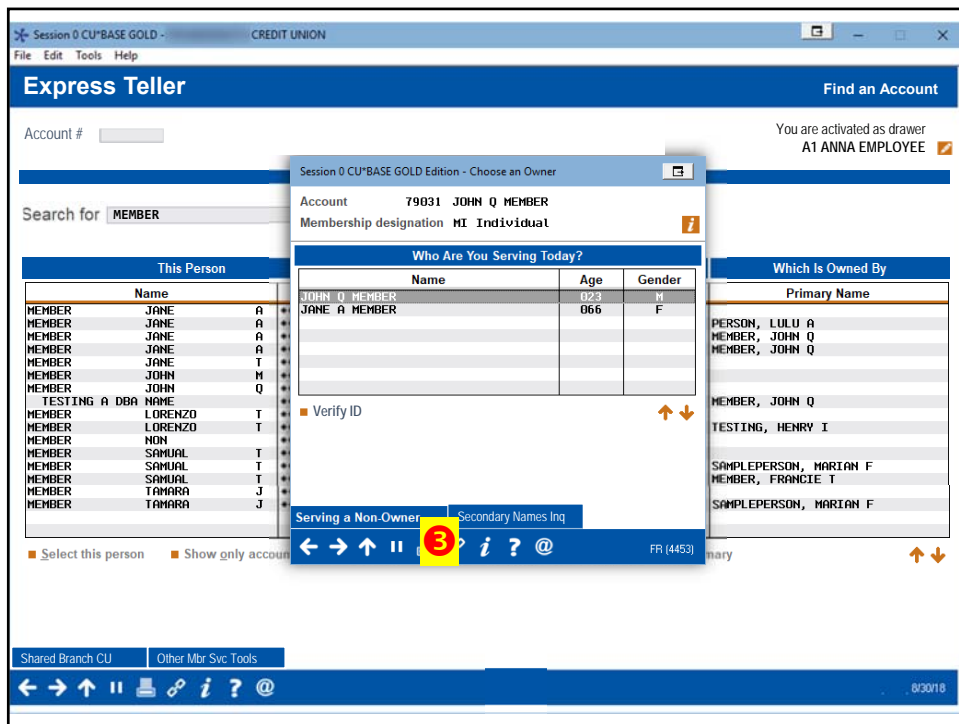 Session 0 CU*BASE GOLD - CREDIT UNION
File Edit Tools Help
Express Teller
Find an Account
Account #
You are activated as drawer
A1 ANNA EMPLOYEE
Search for MEMBER
This Person
Which Is Owned By
Name
Primary Name
MEMBER JANE A
MEMBER JANE A PERSON, LULU A
MEMBER JANE A MEMBER, JOHN Q
MEMBER JANE A MEMBER, JOHN Q
MEMBER JANE T
MEMBER JOHN M
MEMBER JOHN Q
TESTING A DBA NAME MEMBER, JOHN Q
MEMBER LORENZO T
MEMBER LORENZO T TESTING, HENRY I
MEMBER NON
MEMBER SAMUAL T
MEMBER SAMUAL T SAMPLEPERSON, MARIAN F
MEMBER SAMUAL T MEMBER, FRANCIE T
MEMBER TAMARA J
MEMBER TAMARA J SAMPLEPERSON, MARIAN F
Select this person Show only accoun mary
Shared Branch CU Other Mbr Svc Tools
8/30/18
Session 0 CU*BASE GOLD Edition - Choose an Owner
Account 79031 JOHN Q MEMBER
Membership designation MI Individual
Who Are You Serving Today?
Name Age Gender
JOHN Q MEMBER 023 M
JANE A MEMBER 066 F
Verify ID
Serving a Non-Owner Secondary Names Inq
3
FR (4453)